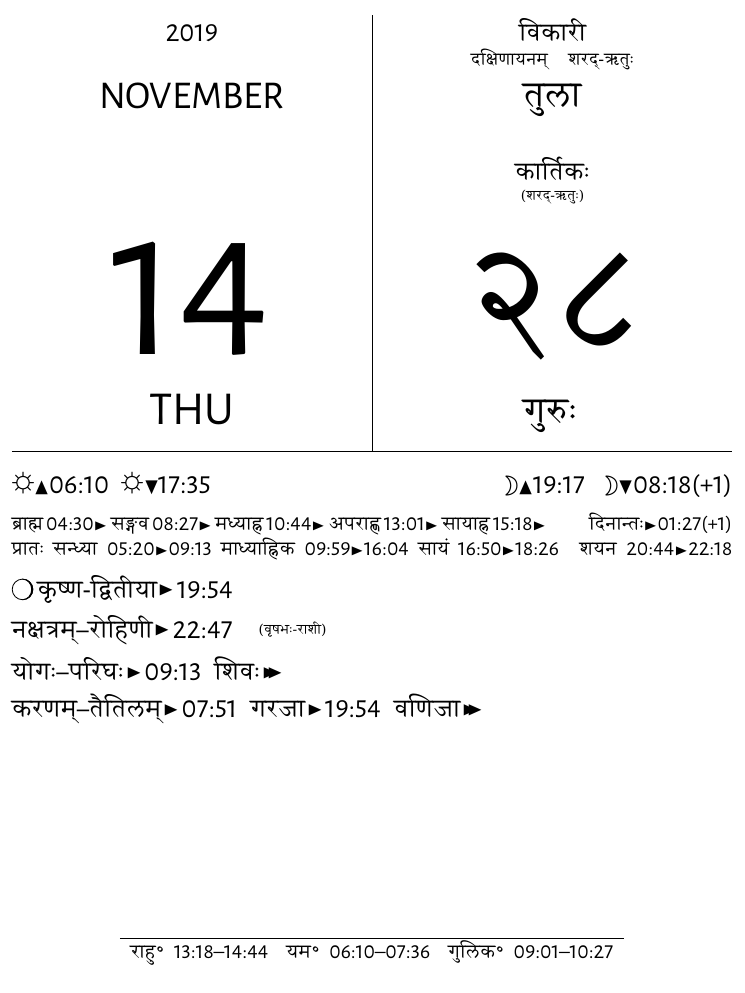 2019
NOVEMBER
14
THU
विकारी
दक्षिणायनम् शरद्-ऋतुः
तुला
कार्तिकः
(शरद्-ऋतुः)
२८
गुरुः
☼▲06:10 ☼▼17:35 ☽▲19:17 ☽▼08:18(+1)
ब्राह्म 04:30► सङ्गव 08:27► मध्याह्न 10:44► अपराह्ण 13:01► सायाह्न 15:18► दिनान्तः►01:27(+1)
प्रातः सन्ध्या 05:20►09:13 माध्याह्निक 09:59►16:04 सायं 16:50►18:26 शयन 20:44►22:18
❍कृष्ण-द्वितीया►19:54
नक्षत्रम्–रोहिणी►22:47 (वृषभः-राशी)
योगः–परिघः►09:13 शिवः►►
करणम्–तैतिलम्►07:51 गरजा►19:54 वणिजा►►
राहु° 13:18–14:44 यम° 06:10–07:36 गुलिक° 09:01–10:27